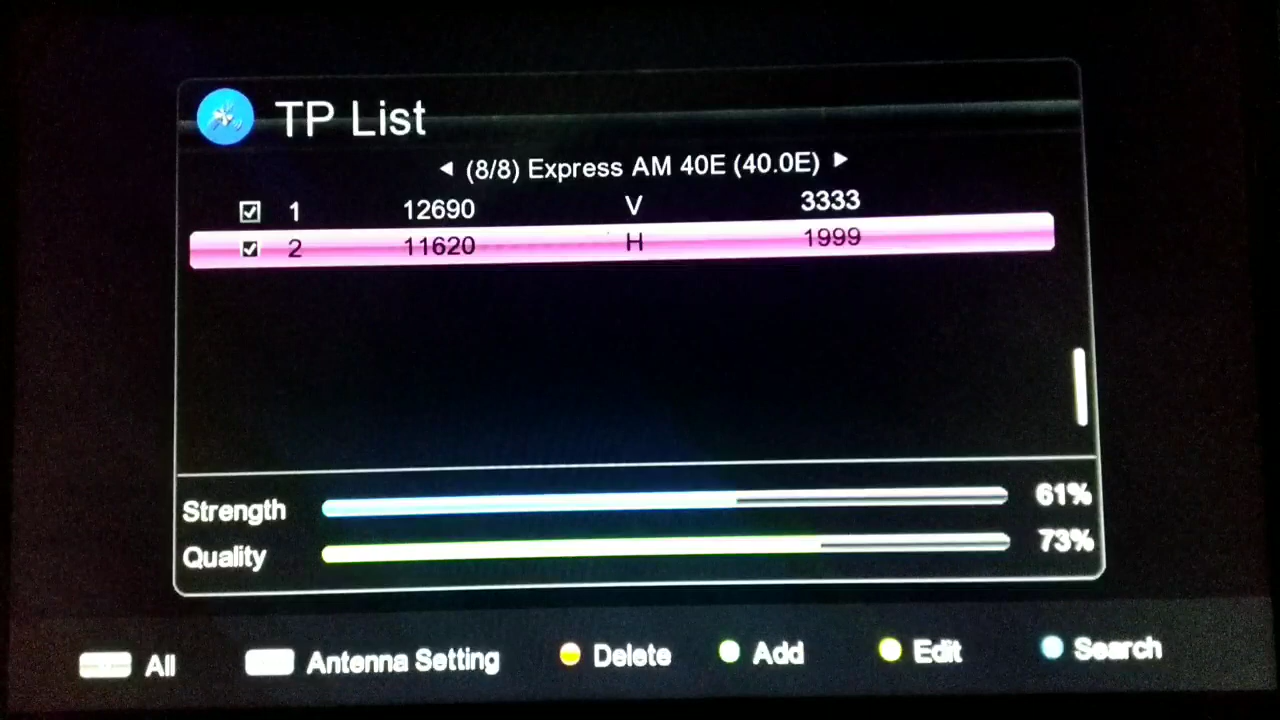 TP List
(8/8) Express AM 40E (40.0E)
1 12690 V 3333
2 11620 H 1999
Strength 61%
Quality 73%
All Antenna Setting Delete Add Edit Search